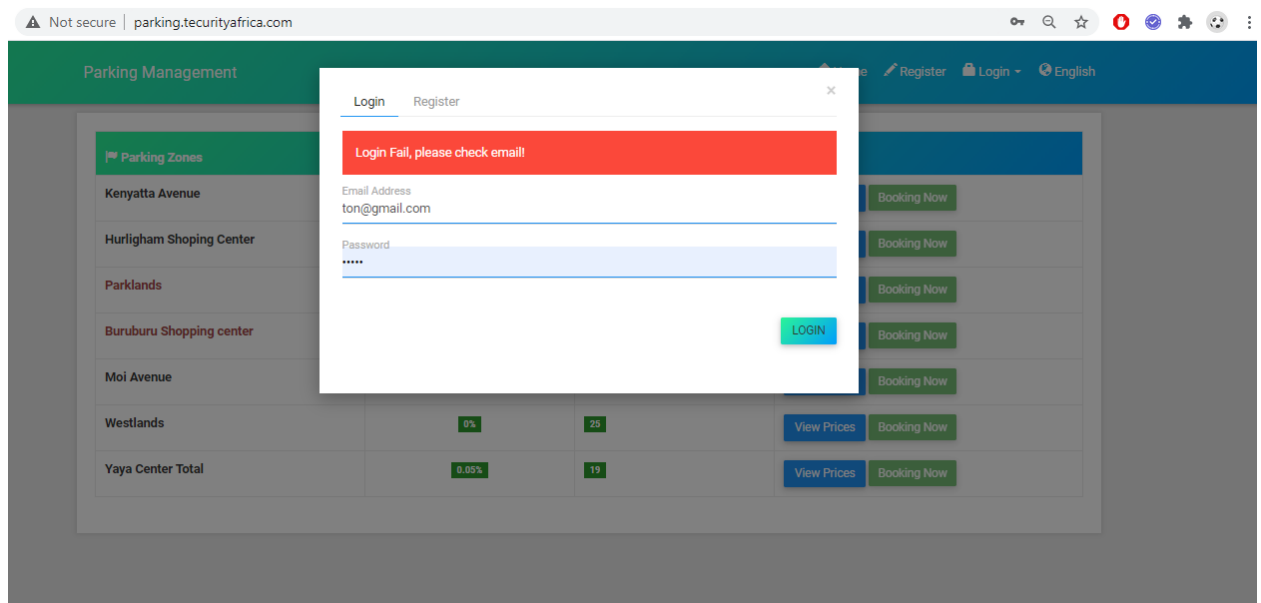 Not secure | parking.tecurityafrica.com
Parking Management
Register Login English
Login Register ×
Login Fail, please check email!
Email Address
ton@gmail.com
Password
•••••
LOGIN
Parking Zones
Kenyatta Avenue Booking Now
Hurligham Shoping Center Booking Now
Parklands Booking Now
Buruburu Shopping center Booking Now
Moi Avenue Booking Now
Westlands 0% 25 View Prices Booking Now
Yaya Center Total 0.05% 19 View Prices Booking Now